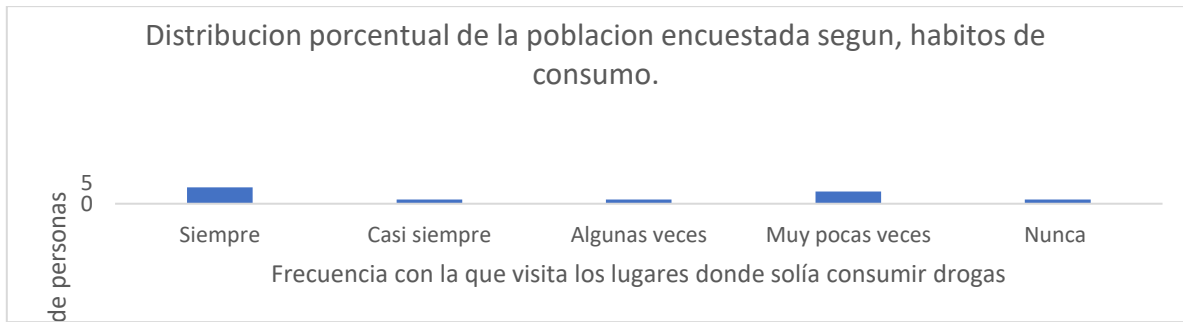 Distribucion porcentual de la poblacion encuestada segun, habitos de
consumo.
de personas
5
0
Siempre
Casi siempre
Algunas veces
Muy pocas veces
Nunca
Frecuencia con la que visita los lugares donde solía consumir drogas